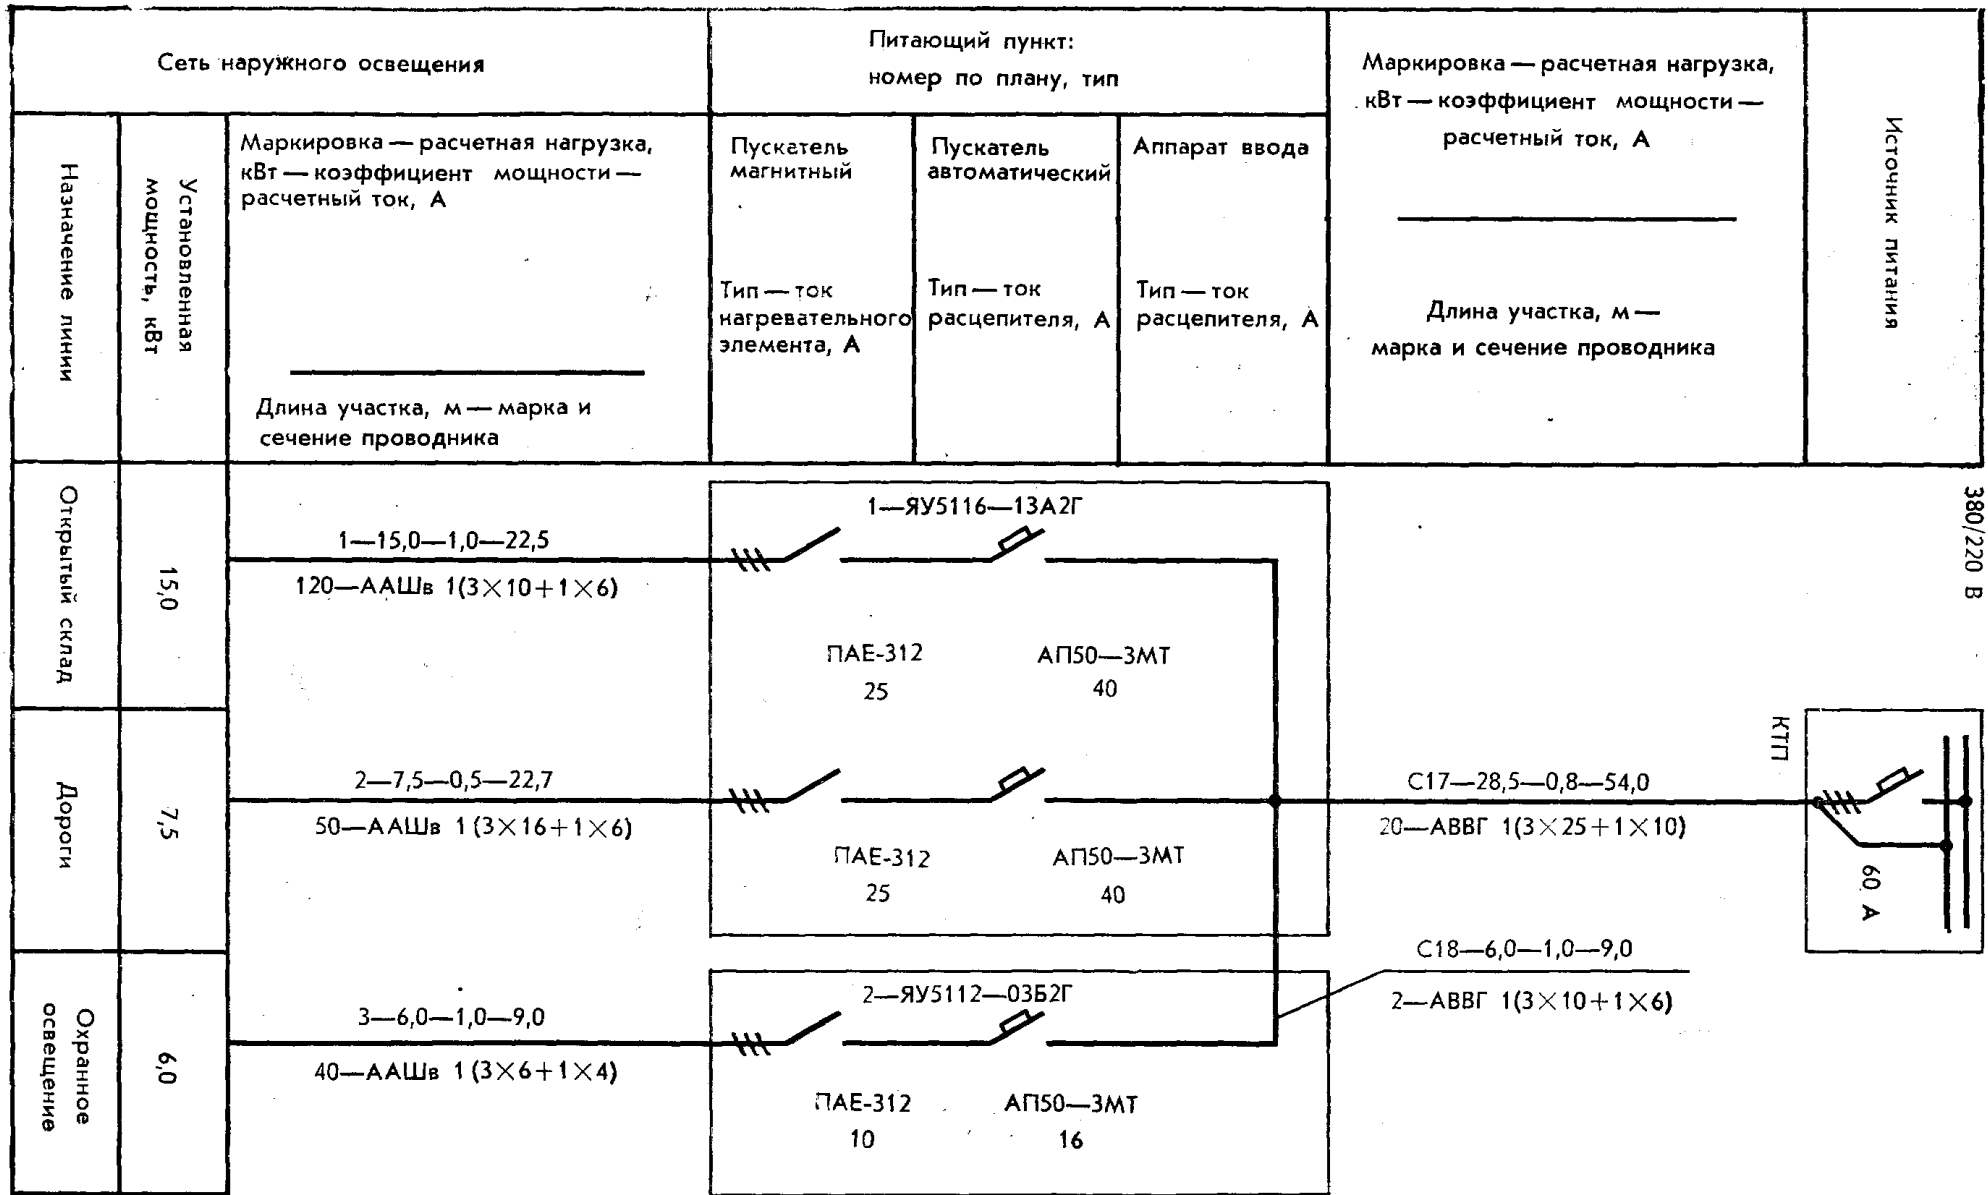 Сеть наружного освещения
Питающий пункт:
номер по плану, тип
Маркировка — расчетная нагрузка,
кВт — коэффициент мощности —
расчетный ток, А
Длина участка, м —
марка и сечение проводника
Источник питания
Назначение линии
Установленная
мощность, кВт
Маркировка — расчетная нагрузка,
кВт — коэффициент мощности —
расчетный ток, А
Длина участка, м — марка и
сечение проводника
Пускатель
магнитный
Тип — ток
нагревательного
элемента, А
Пускатель
автоматический
Тип — ток
расцепителя, А
Аппарат ввода
Тип — ток
расцепителя, А
Открытый склад
15,0
1—15,0—1,0—22,5
120—ААШв 1(3×10+1×6)
1—ЯУ5116—13А2Г
ПАЕ-312
25
АП50—3МТ
40
380/220 В
Дороги
7,5
2—7,5—0,5—22,7
50—ААШв 1(3×16+1×6)
ПАЕ-312
25
АП50—3МТ
40
С17—28,5—0,8—54,0
20—АВВГ 1(3×25+1×10)
КТП
60 А
Охранное
освещение
6,0
3—6,0—1,0—9,0
40—ААШв 1(3×6+1×4)
2—ЯУ5112—03Б2Г
ПАЕ-312
10
АП50—3МТ
16
С18—6,0—1,0—9,0
2—АВВГ 1(3×10+1×6)